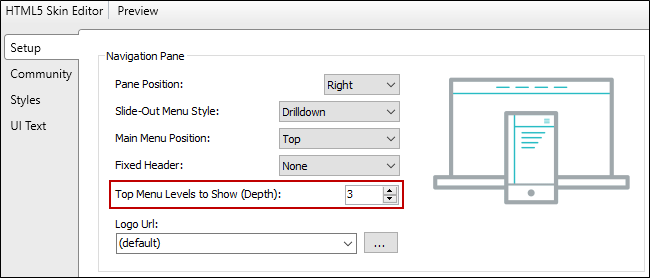 HTML5 Skin Editor Preview
Setup
Community
Styles
UI Text
Navigation Pane
Pane Position: Right
Slide-Out Menu Style: Drilldown
Main Menu Position: Top
Fixed Header: None
Top Menu Levels to Show (Depth): 3
Logo Url:
(default) ...